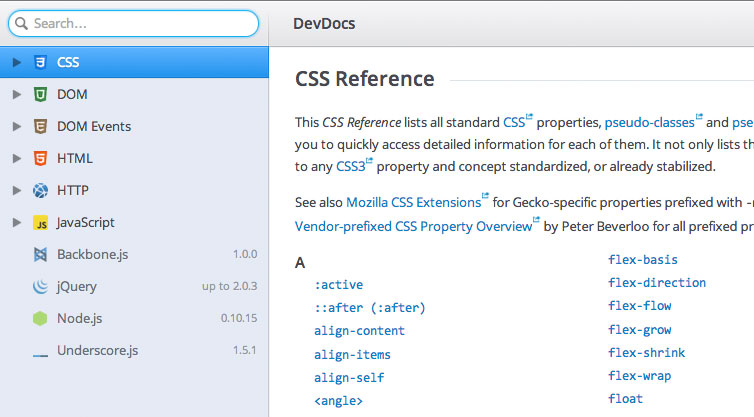 Search...
DevDocs
CSS
DOM
DOM Events
HTML
HTTP
JavaScript
Backbone.js 1.0.0
jQuery up to 2.0.3
Node.js 0.10.15
Underscore.js 1.5.1
CSS Reference
This CSS Reference lists all standard CSS properties, pseudo-classes and pse
you to quickly access detailed information for each of them. It not only lists th
to any CSS3 property and concept standardized, or already stabilized.
See also Mozilla CSS Extensions for Gecko-specific properties prefixed with -
Vendor-prefixed CSS Property Overview by Peter Beverloo for all prefixed pr
A
:active
::after (:after)
align-content
align-items
align-self
<angle>
flex-basis
flex-direction
flex-flow
flex-grow
flex-shrink
flex-wrap
float